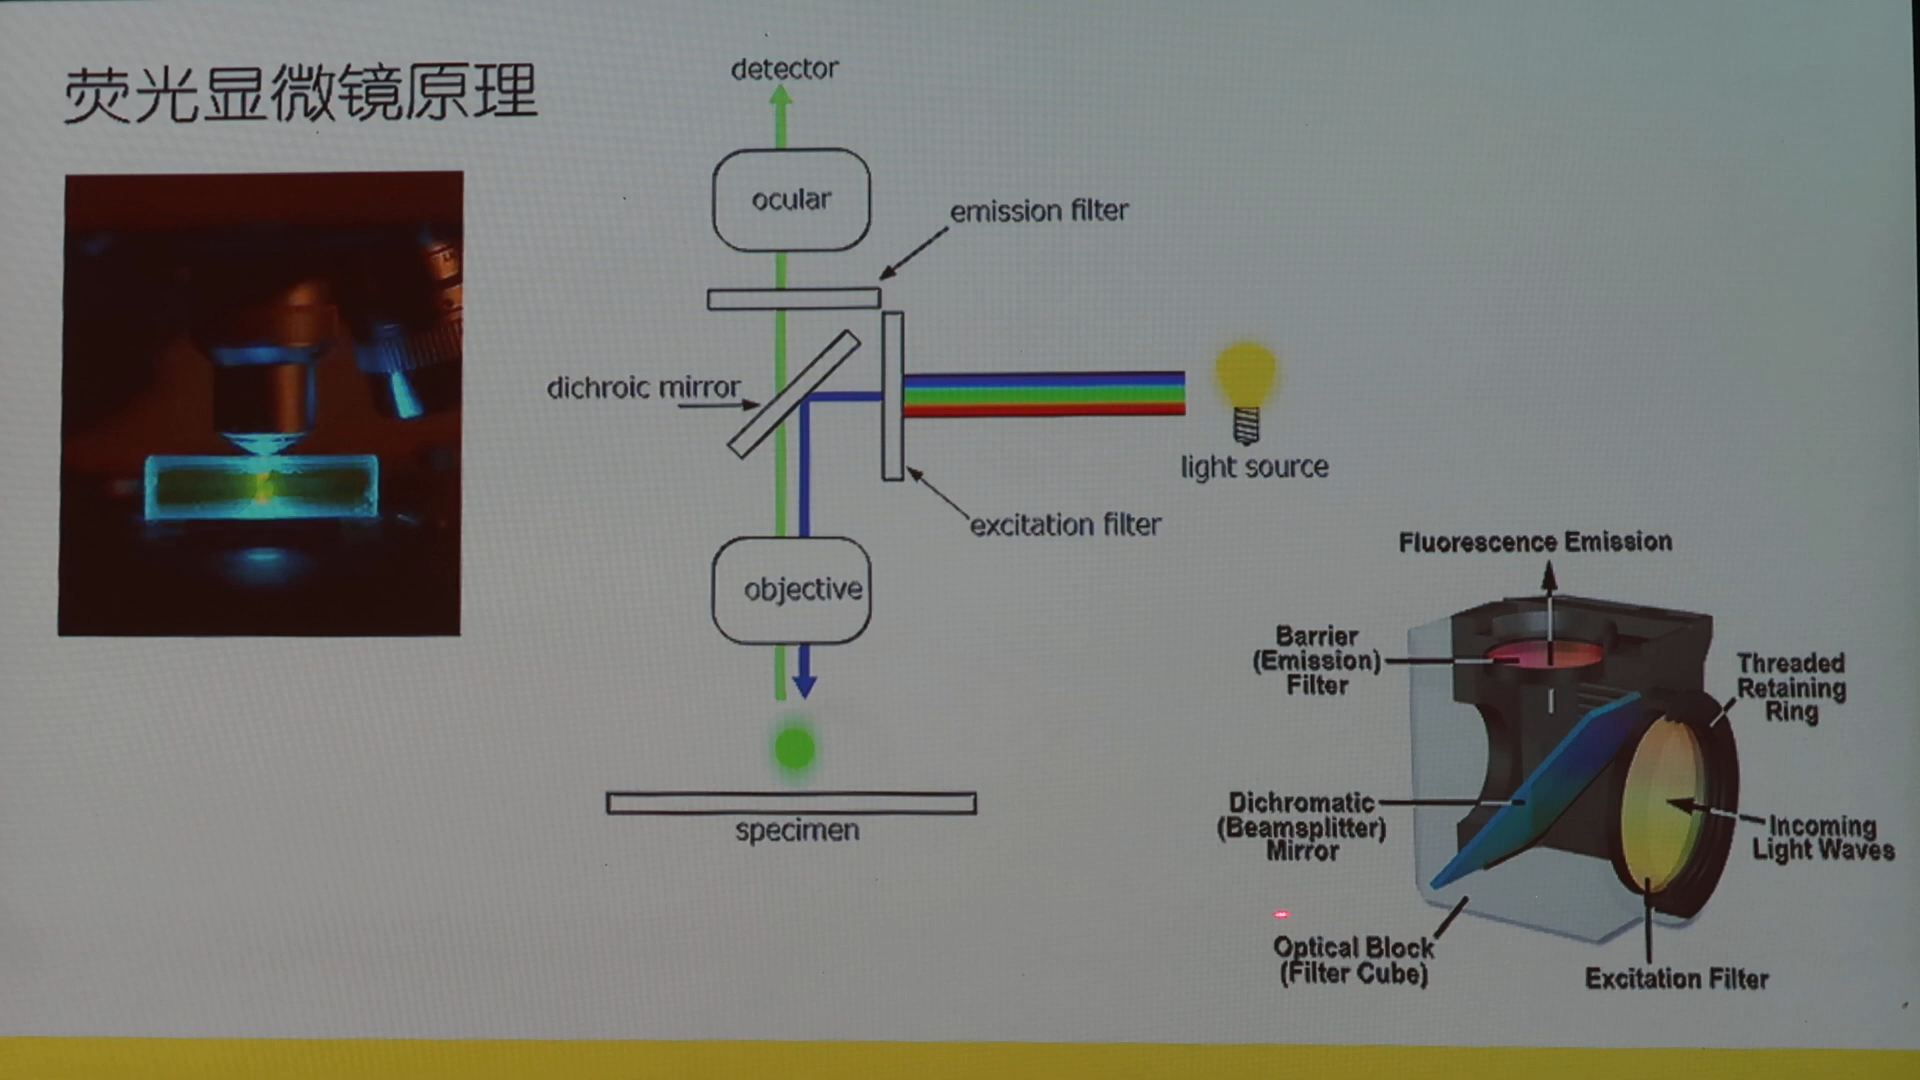 荧光显微镜原理
detector
ocular
emission filter
dichroic mirror
light source
excitation filter
objective
specimen
Fluorescence Emission
Barrier
(Emission)
Filter
Threaded
Retaining
Ring
Dichromatic
(Beamsplitter)
Mirror
Incoming
Light Waves
Optical Block
(Filter Cube)
Excitation Filter